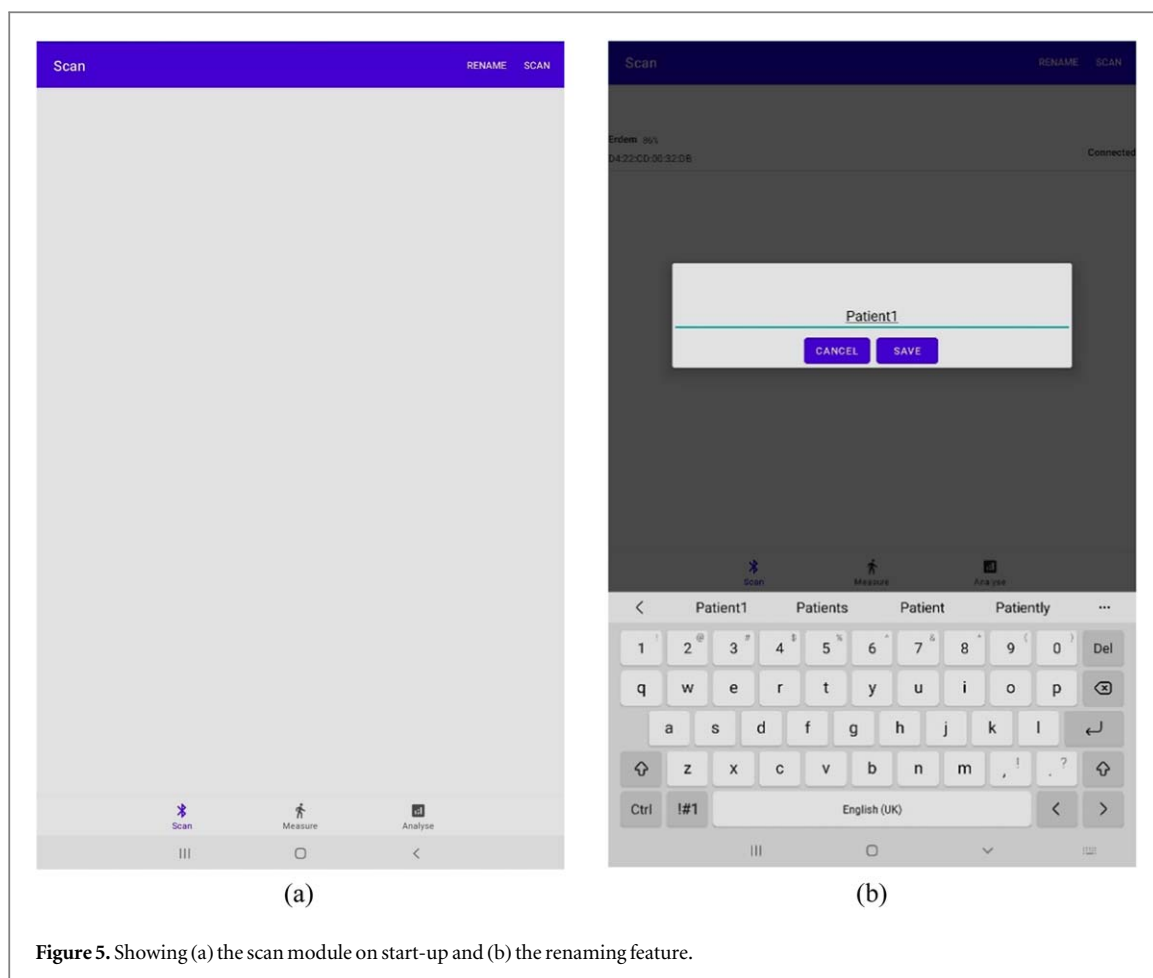 Scan RENAME SCAN
Scan Measure Analyse
(a)
Scan RENAME SCAN
Erdem 86%
D4:22:CD:00:32:DB Connected
Patient1
CANCEL SAVE
Scan Measure Analyse
Patient1 Patients Patient Patiently ...
1 ! 2 @ 3 # 4 $ 5 % 6 ^ 7 & 8 * 9 ( 0 ) Del
q w e r t y u i o p
a s d f g h j k l
z x c v b n m , ! . ?
Ctrl !#1 English (UK) < >
(b)
Figure 5. Showing (a) the scan module on start-up and (b) the renaming feature.